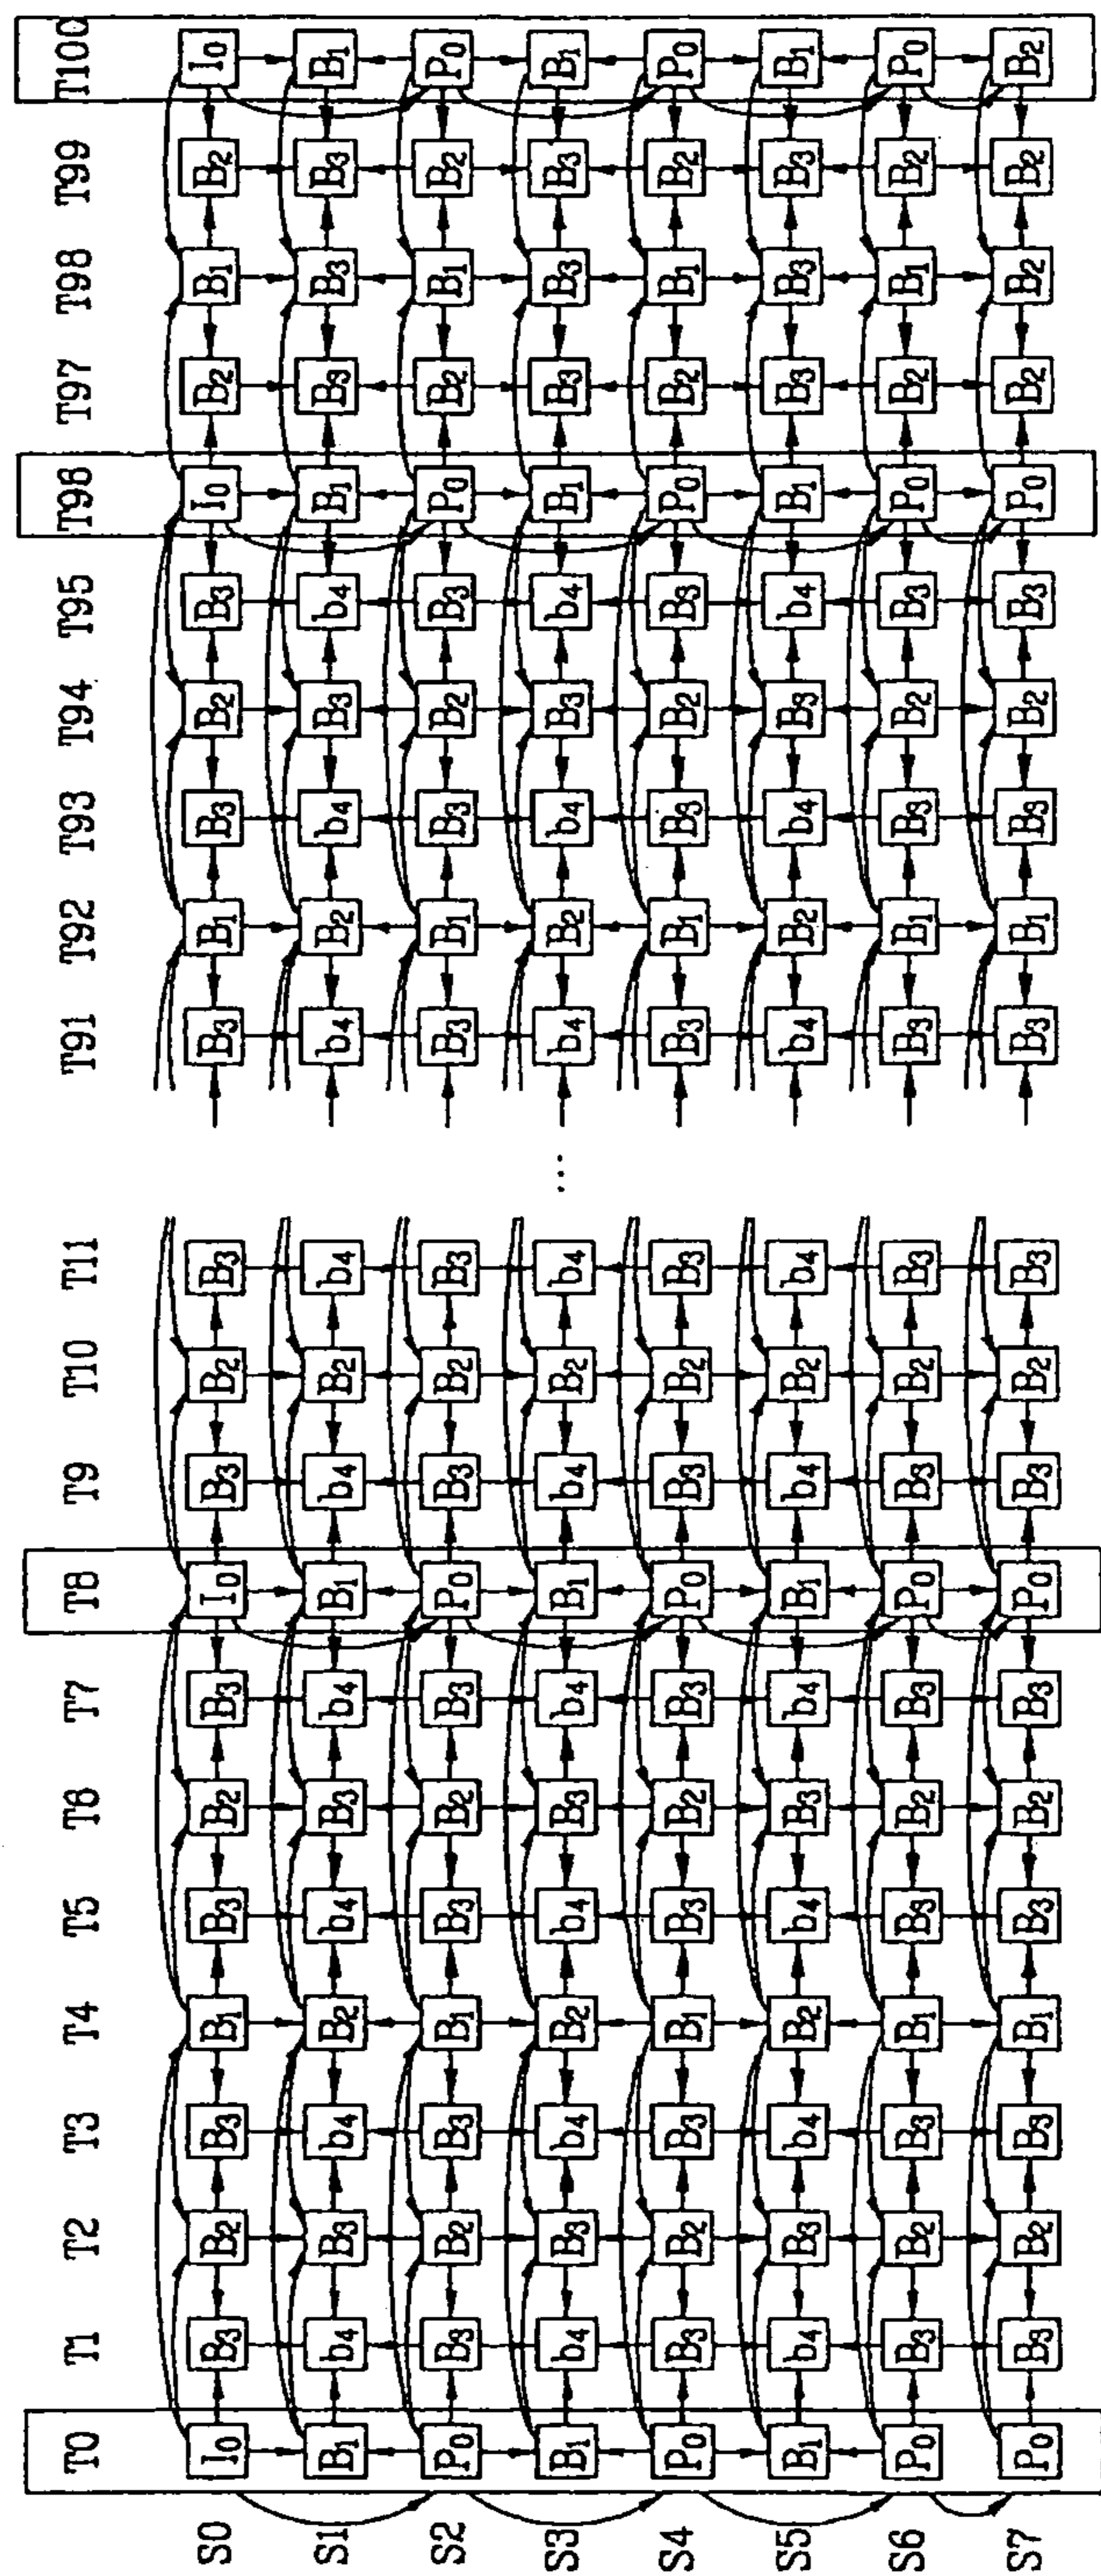 T0 T1 T2 T3 T4 T5 T6 T7 T8 T9 T10 T11 T91 T92 T93 T94 T95 T98 T97 T98 T99 T100
S0 I0 B3 B2 B3 B1 B3 B2 B3 I0 B3 B2 B3 B3 B1 B3 B2 B3 I0 B2 B1 B2 I0
S1 B1 b4 B3 b4 B2 b4 B3 b4 B1 b4 B2 b4 b4 B2 b4 B3 b4 B1 B3 B3 B3 B1
S2 P0 B3 B2 B3 B1 B3 B2 B3 P0 B3 B2 B3 B3 B1 B3 B2 B3 P0 B2 B1 B2 P0
S3 B1 b4 B3 b4 B2 b4 B3 b4 B1 b4 B2 b4 ... b4 B2 b4 B3 b4 B1 B3 B3 B3 B1
S4 P0 B3 B2 B3 B1 B3 B2 B3 P0 B3 B2 B3 B3 B1 B3 B2 B3 P0 B2 B1 B2 P0
S5 B1 b4 B3 b4 B2 b4 B3 b4 B1 b4 B2 b4 b4 B2 b4 B3 b4 B1 B3 B3 B3 B1
S6 P0 B3 B2 B3 B1 B3 B2 B3 P0 B3 B2 B3 B3 B1 B3 B2 B3 P0 B2 B1 B2 P0
S7 P0 B3 B2 B3 B1 B3 B2 B3 P0 B3 B2 B3 B3 B1 B3 B2 B3 P0 B2 B2 B2 B2